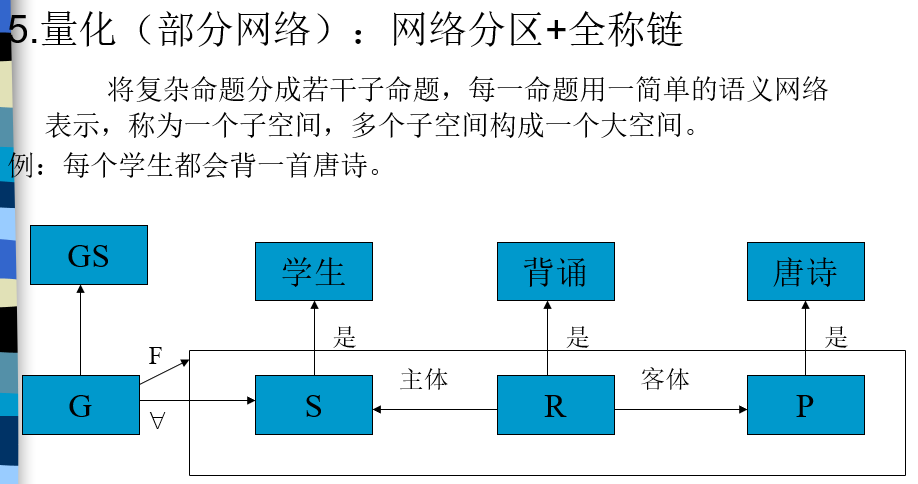 5.量化（部分网络）：网络分区+全称链
将复杂命题分成若干子命题，每一命题用一简单的语义网络
表示，称为一个子空间，多个子空间构成一个大空间。
例：每个学生都会背一首唐诗。
GS
学生
背诵
唐诗
是
是
是
F
主体
客体
G
∀
S
R
P